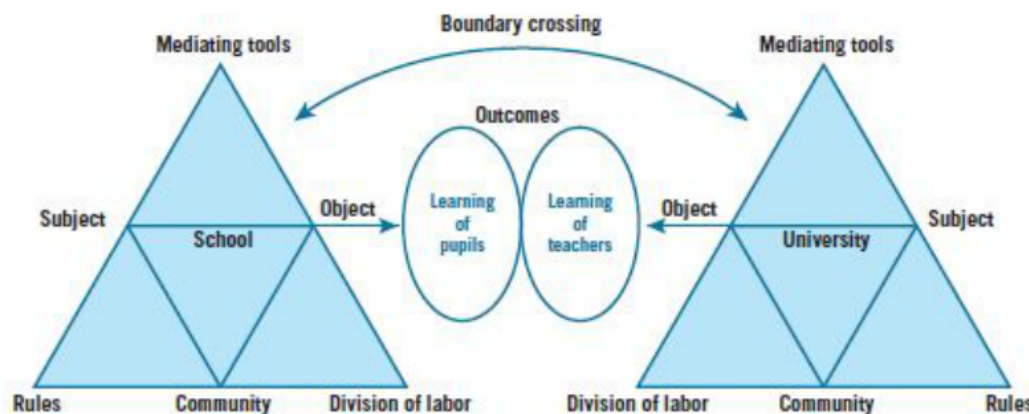 Boundary crossing
Mediating tools
Mediating tools
Outcomes
Subject
Object
Learning
of
pupils
Learning
of
teachers
Object
Subject
School
University
Rules
Community
Division of labor
Division of labor
Community
Rules